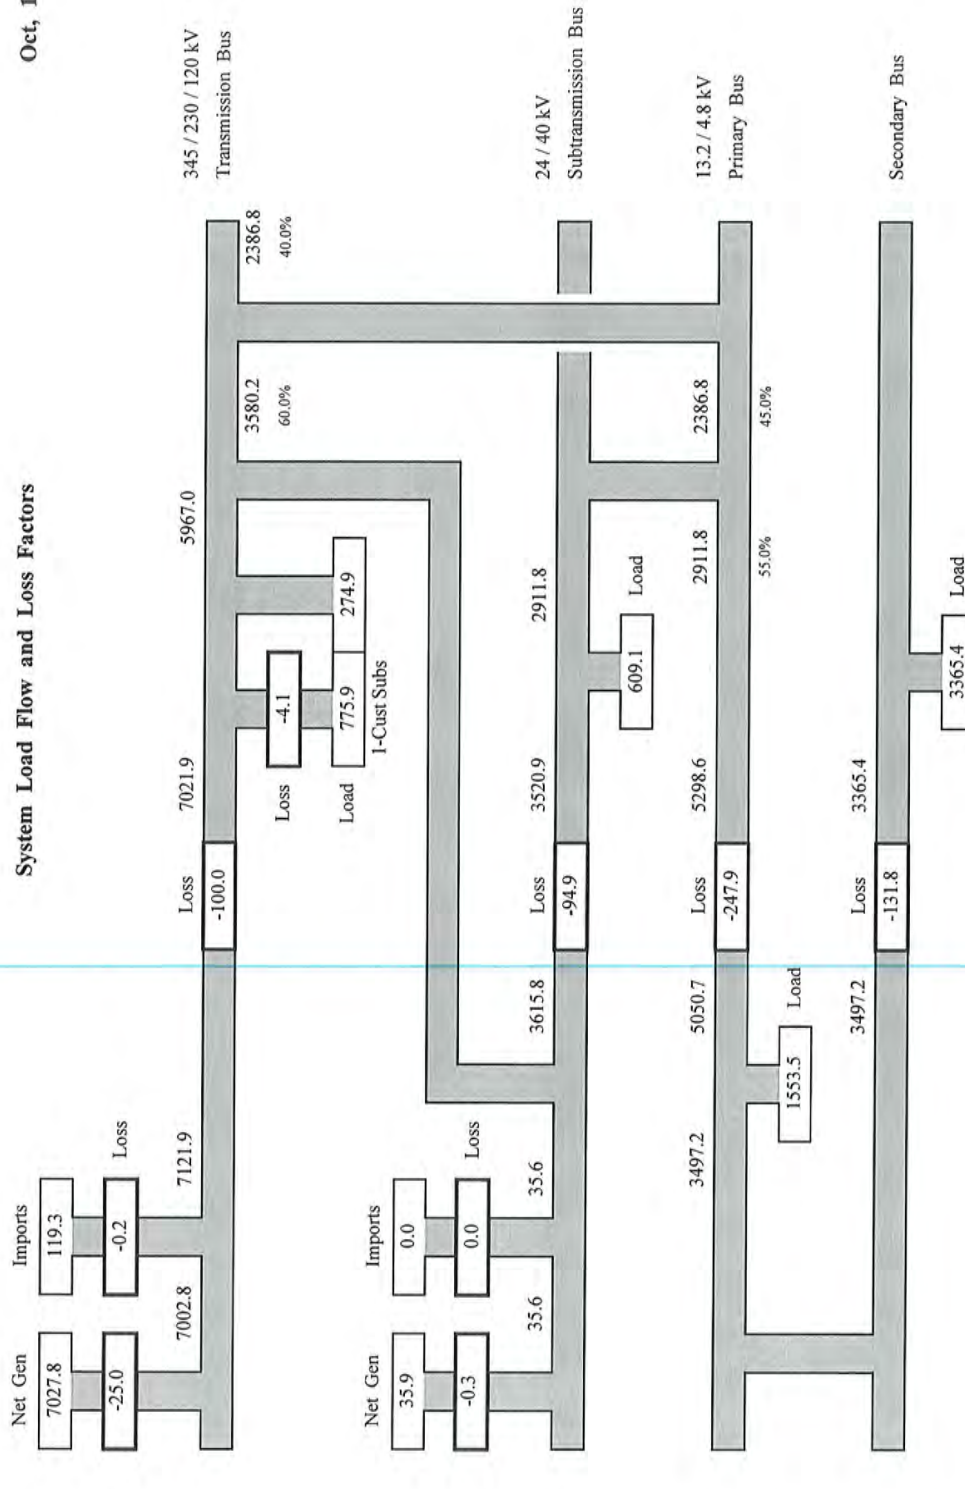 System Load Flow and Loss Factors
Oct, 1
Net Gen
Imports
7027.8
119.3
-25.0
-0.2
Loss
7002.8
7121.9
Loss
7021.9
5967.0
345 / 230 / 120 kV
Transmission Bus
-100.0
3580.2
60.0%
2386.8
40.0%
Loss
-4.1
Load
775.9
274.9
1-Cust Subs
Net Gen
Imports
35.9
0.0
-0.3
0.0
Loss
35.6
35.6
3615.8
Loss
3520.9
2911.8
24 / 40 kV
Subtransmission Bus
-94.9
609.1
Load
3497.2
5050.7
Loss
5298.6
2911.8
2386.8
13.2 / 4.8 kV
Primary Bus
-247.9
55.0%
45.0%
1553.5
Load
3497.2
Loss
3365.4
Secondary Bus
-131.8
3365.4
Load